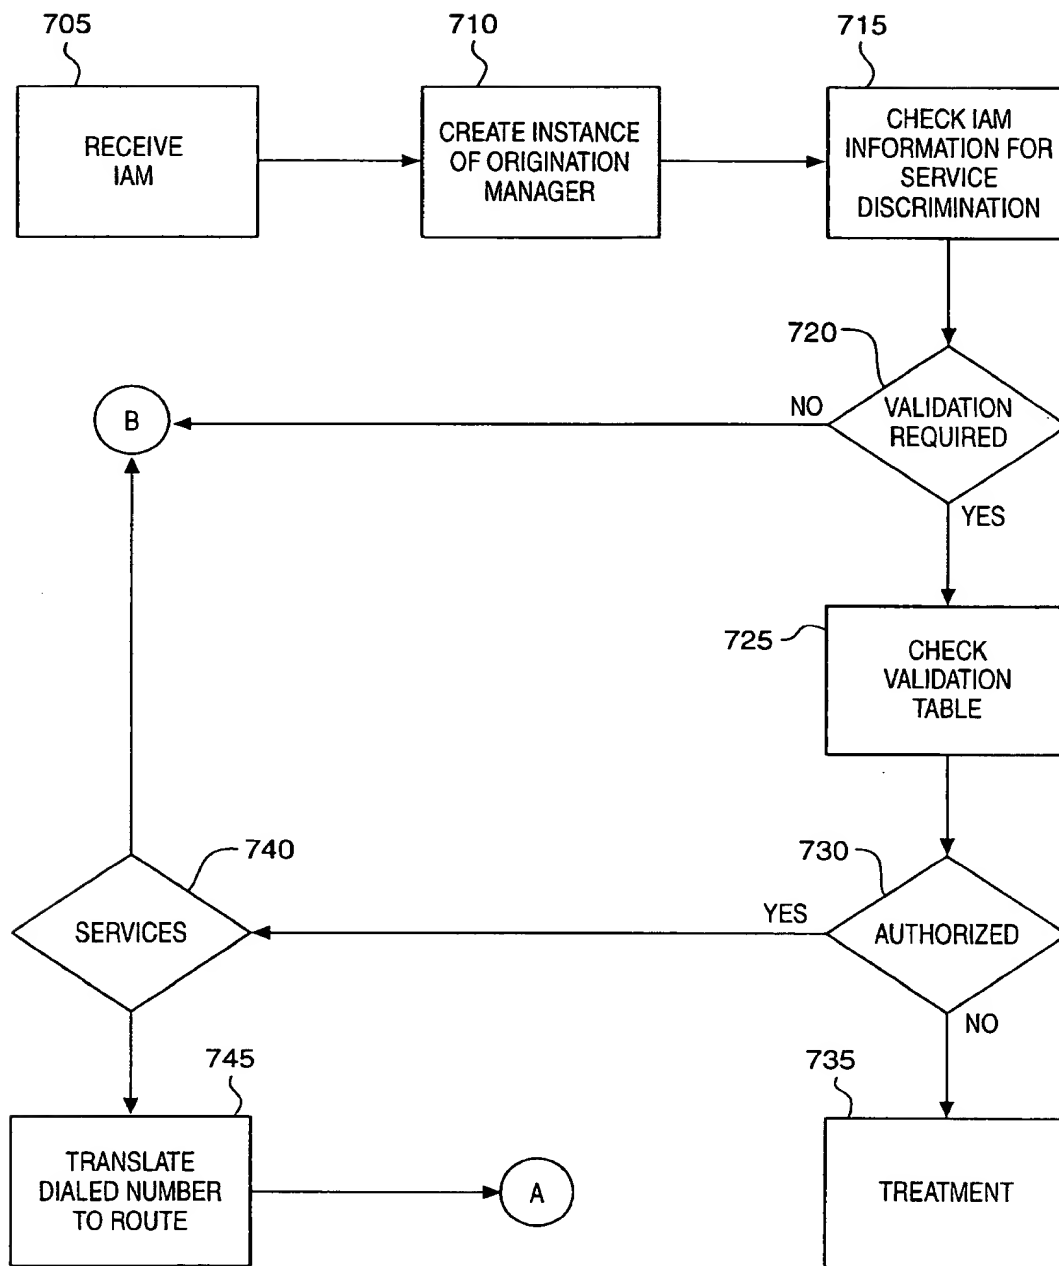 705
710
715
RECEIVE
IAM
CREATE INSTANCE
OF ORIGINATION
MANAGER
CHECK IAM
INFORMATION FOR
SERVICE
DISCRIMINATION
720
B
NO
VALIDATION
REQUIRED
YES
725
CHECK
VALIDATION
TABLE
740
730
SERVICES
YES
AUTHORIZED
NO
745
735
TRANSLATE
DIALED NUMBER
TO ROUTE
A
TREATMENT